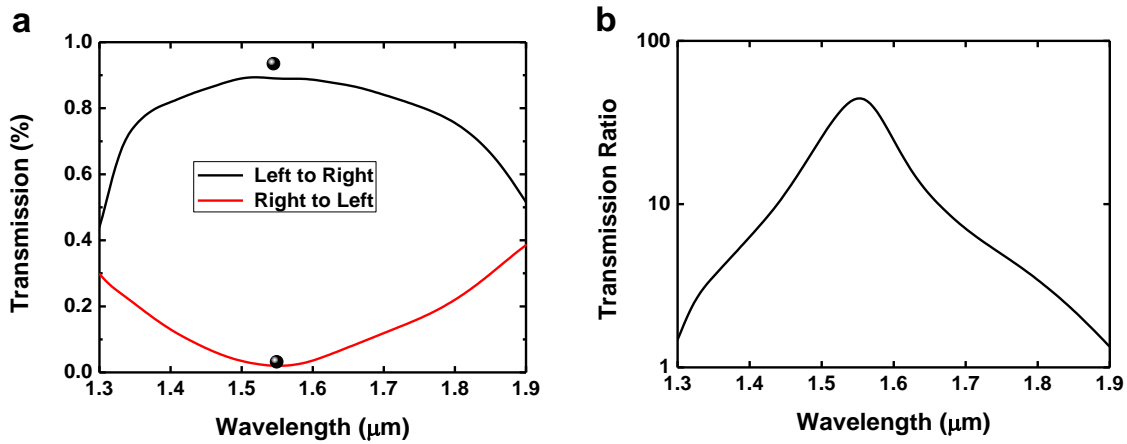 a
1.0
0.8
0.6
0.4
0.2
0.0
1.3 1.4 1.5 1.6 1.7 1.8 1.9
Transmission (%)
Wavelength (μm)
Left to Right
Right to Left
b
100
10
1
1.3 1.4 1.5 1.6 1.7 1.8 1.9
Transmission Ratio
Wavelength (μm)